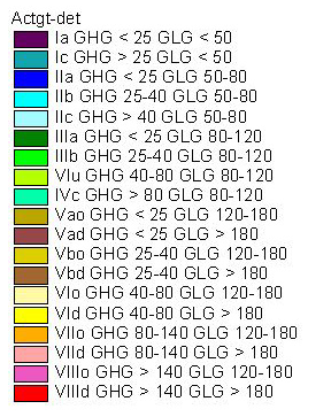 Actgt-det
Ia GHG < 25 GLG < 50
Ic GHG > 25 GLG < 50
IIa GHG < 25 GLG 50-80
IIb GHG 25-40 GLG 50-80
IIc GHG > 40 GLG 50-80
IIIa GHG < 25 GLG 80-120
IIIb GHG 25-40 GLG 80-120
VIu GHG 40-80 GLG 80-120
IVc GHG > 80 GLG 80-120
Vao GHG < 25 GLG 120-180
Vad GHG < 25 GLG > 180
Vbo GHG 25-40 GLG 120-180
Vbd GHG 25-40 GLG > 180
VIo GHG 40-80 GLG 120-180
VId GHG 40-80 GLG > 180
VIIo GHG 80-140 GLG 120-180
VIId GHG 80-140 GLG > 180
VIIIo GHG > 140 GLG 120-180
VIIId GHG > 140 GLG > 180